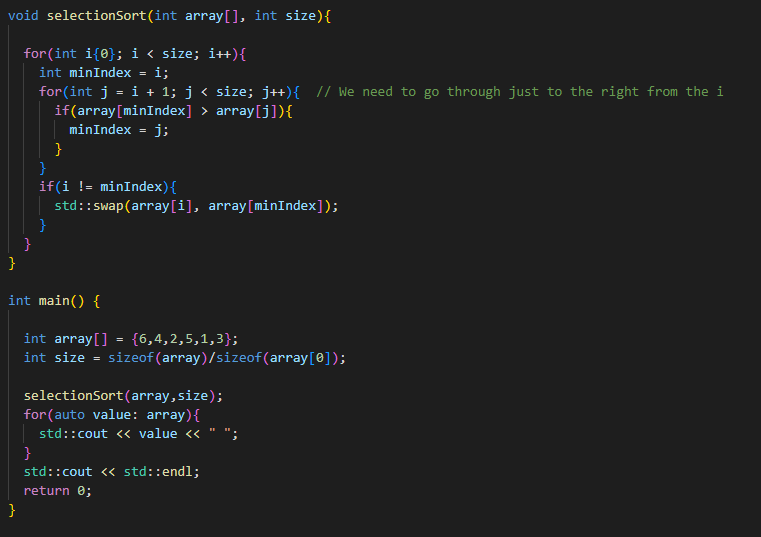 void selectionSort(int array[], int size){
for(int i{0}; i < size; i++){
int minIndex = i;
for(int j = i + 1; j < size; j++){  // We need to go through just to the right from the i
if(array[minIndex] > array[j]){
minIndex = j;
}
}
if(i != minIndex){
std::swap(array[i], array[minIndex]);
}
}
}
int main() {
int array[] = {6,4,2,5,1,3};
int size = sizeof(array)/sizeof(array[0]);
selectionSort(array,size);
for(auto value: array){
std::cout << value << " ";
}
std::cout << std::endl;
return 0;
}